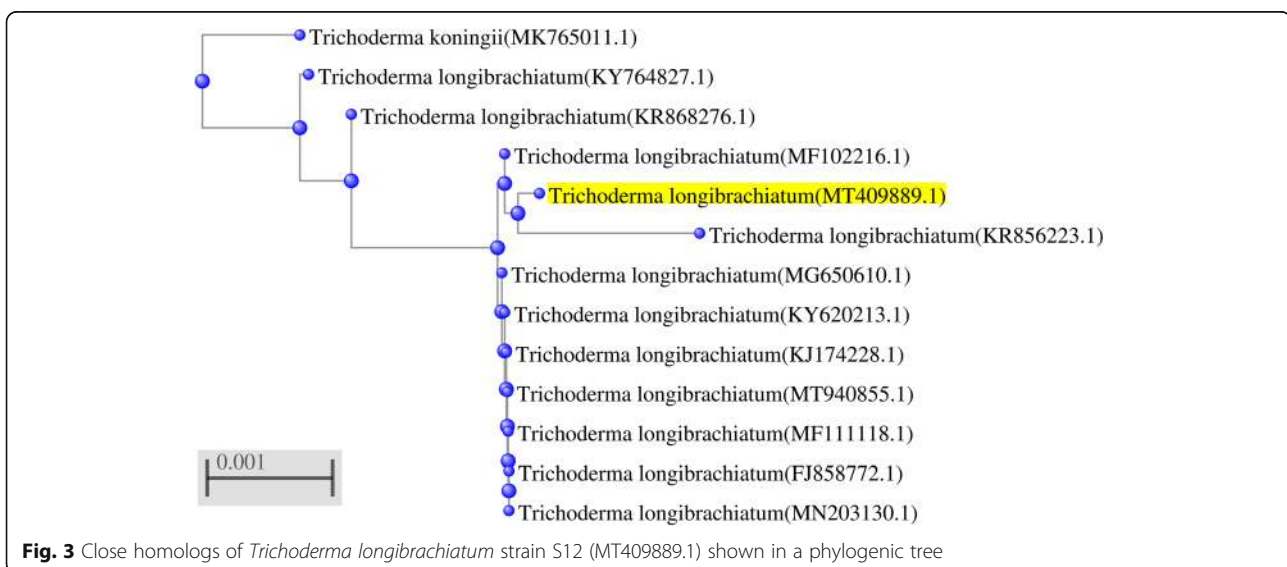 Trichoderma koningii(MK765011.1)
Trichoderma longibrachiatum(KY764827.1)
Trichoderma longibrachiatum(KR868276.1)
Trichoderma longibrachiatum(MF102216.1)
Trichoderma longibrachiatum(MT409889.1)
Trichoderma longibrachiatum(KR856223.1)
Trichoderma longibrachiatum(MG650610.1)
Trichoderma longibrachiatum(KY620213.1)
Trichoderma longibrachiatum(KJ174228.1)
Trichoderma longibrachiatum(MT940855.1)
Trichoderma longibrachiatum(MF111118.1)
Trichoderma longibrachiatum(FJ858772.1)
Trichoderma longibrachiatum(MN203130.1)
0.001
Fig. 3 Close homologs of Trichoderma longibrachiatum strain S12 (MT409889.1) shown in a phylogenic tree